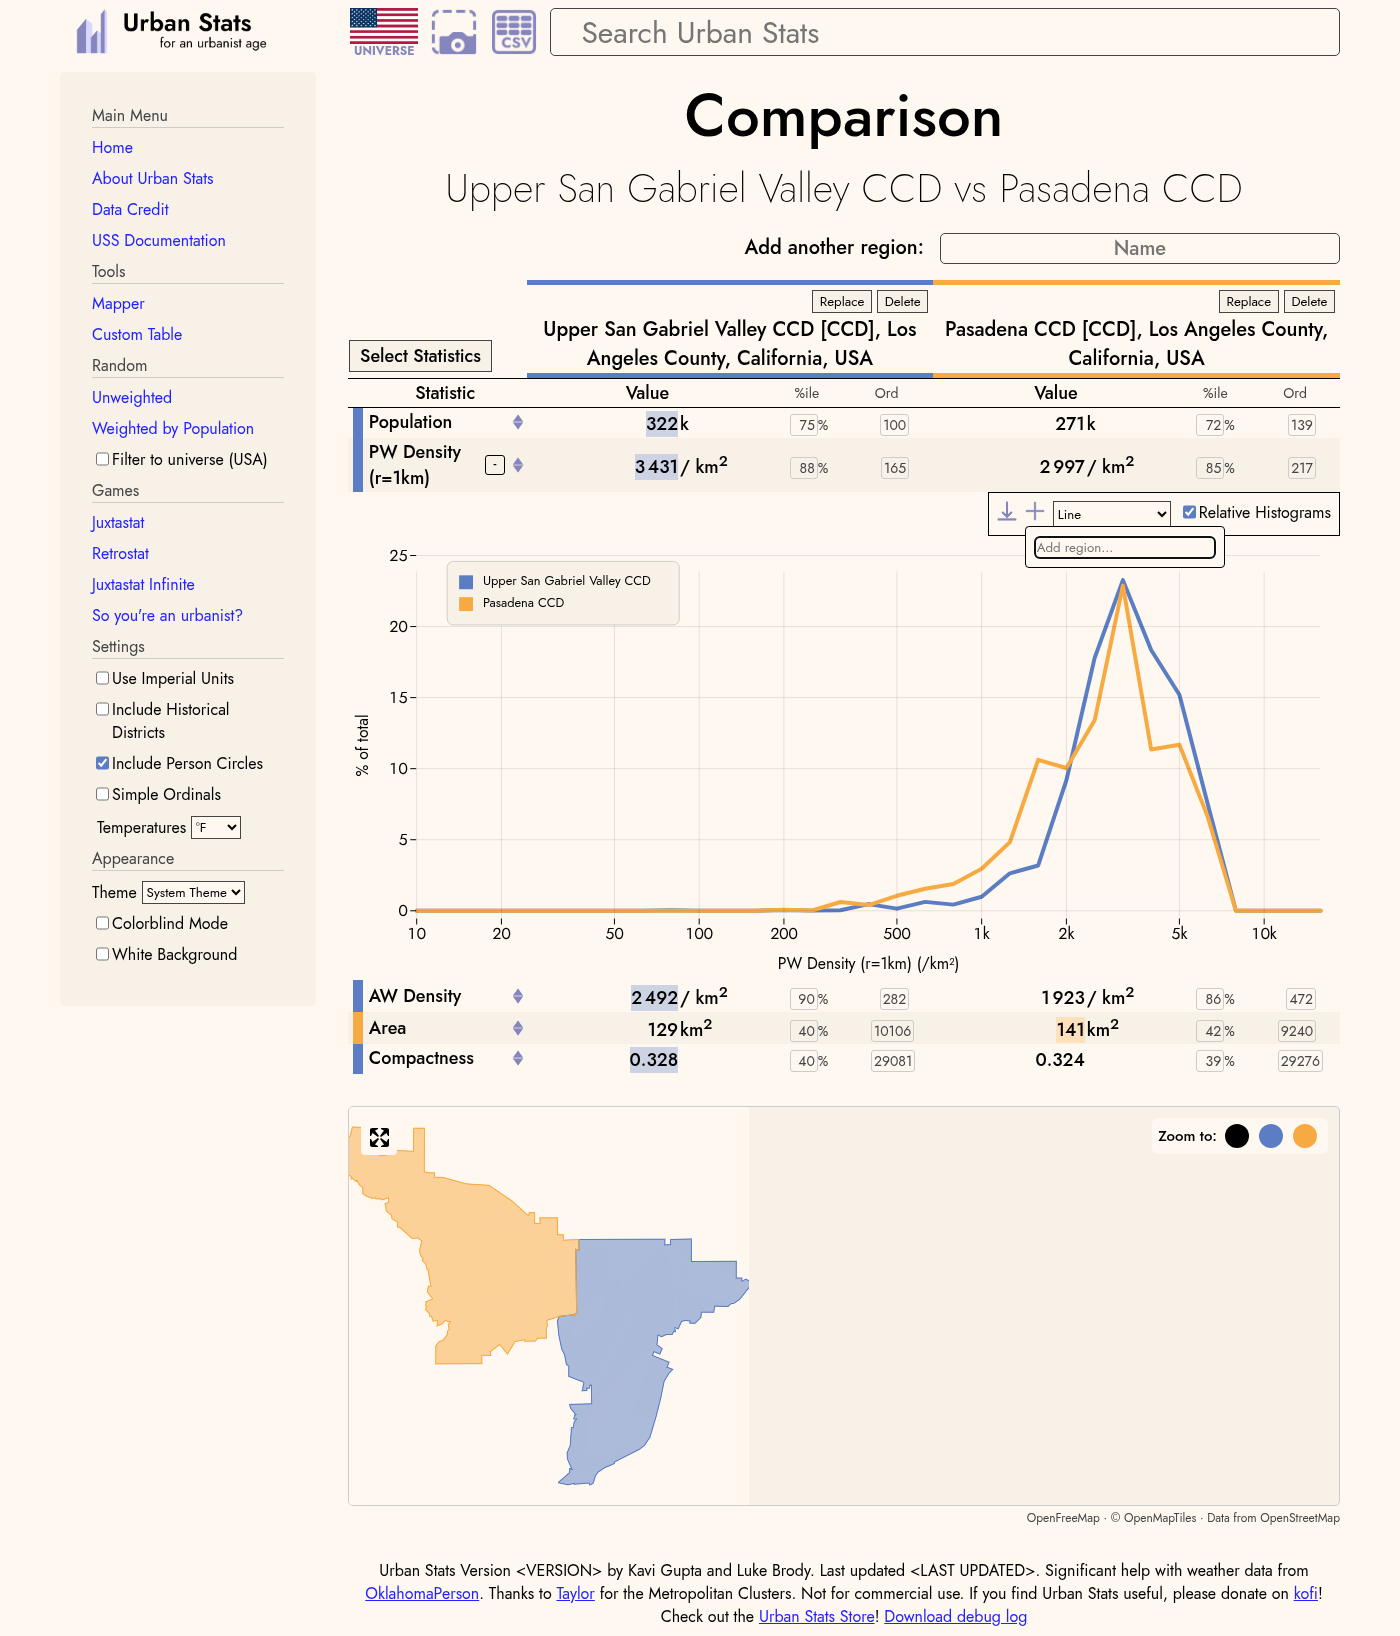 Urban Stats
for an urbanist age
UNIVERSE
CSV
Search Urban Stats
Main Menu
Home
About Urban Stats
Data Credit
USS Documentation
Tools
Mapper
Custom Table
Random
Unweighted
Weighted by Population
Filter to universe (USA)
Games
Juxtastat
Retrostat
Juxtastat Infinite
So you're an urbanist?
Settings
Use Imperial Units
Include Historical
Districts
Include Person Circles
Simple Ordinals
Temperatures °F
Appearance
Theme System Theme
Colorblind Mode
White Background
Comparison
Upper San Gabriel Valley CCD vs Pasadena CCD
Add another region: Name
Replace Delete Replace Delete
Upper San Gabriel Valley CCD [CCD], Los Angeles County, California, USA
Pasadena CCD [CCD], Los Angeles County, California, USA
Select Statistics
Statistic Value %ile Ord Value %ile Ord
Population 322k 75% 100 271k 72% 139
PW Density (r=1km) - 3 431/ km² 88% 165 2 997/ km² 85% 217
Line Relative Histograms
Add region...
Upper San Gabriel Valley CCD
Pasadena CCD
25
20
15
10
5
0
% of total
10 20 50 100 200 500 1k 2k 5k 10k
PW Density (r=1km) (/km²)
AW Density 2 492/ km² 90% 282 1 923/ km² 86% 472
Area 129km² 40% 10106 141km² 42% 9240
Compactness 0.328 40% 29081 0.324 39% 29276
Zoom to:
OpenFreeMap · © OpenMapTiles · Data from OpenStreetMap
Urban Stats Version <VERSION> by Kavi Gupta and Luke Brody. Last updated <LAST UPDATED>. Significant help with weather data from
OklahomaPerson. Thanks to Taylor for the Metropolitan Clusters. Not for commercial use. If you find Urban Stats useful, please donate on kofi!
Check out the Urban Stats Store! Download debug log